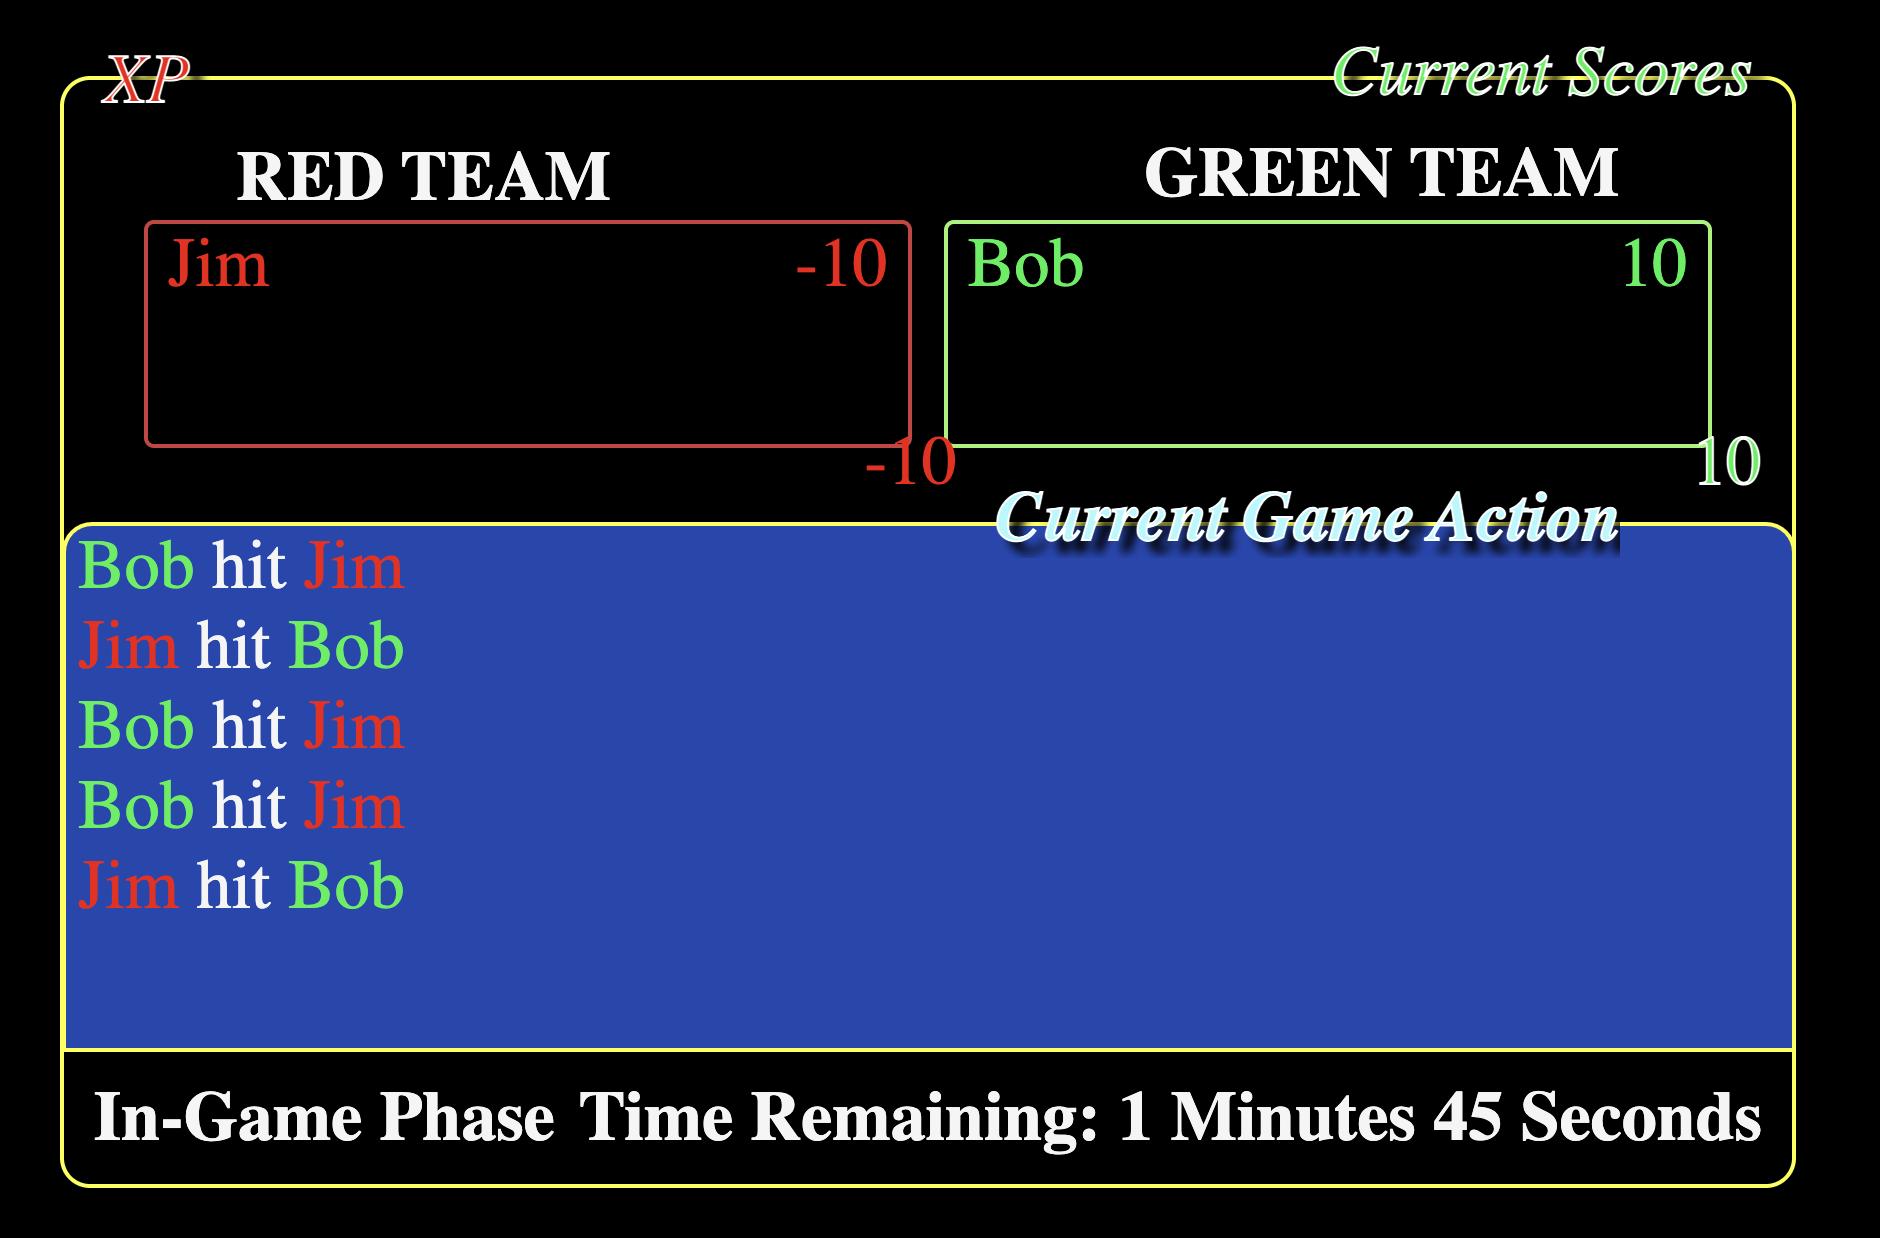 XP Current Scores
RED TEAM GREEN TEAM
Jim -10 Bob 10
-10 10
Current Game Action
Bob hit Jim
Jim hit Bob
Bob hit Jim
Bob hit Jim
Jim hit Bob
In-Game Phase Time Remaining: 1 Minutes 45 Seconds